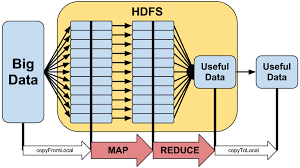 HDFS
Big
Data
Useful
Data
Useful
Data
copyFromLocal
MAP
REDUCE
copyToLocal